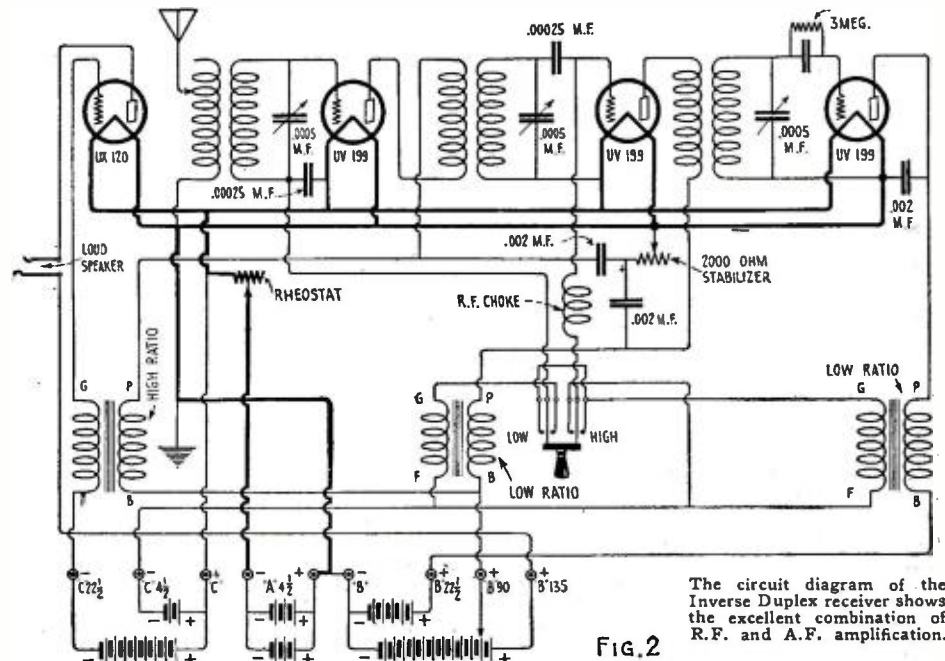 .00025 M.F.
3 MEG.
.0005
M.F.
.0005
M.F.
.0005
M.F.
UX 120
UV 199
UV 199
UV 199
.00025 M.F.
.002
M.F.
.002 M.F.
LOUD
SPEAKER
RHEOSTAT
2000 OHM
STABILIZER
R.F. CHOKE
.002 M.F.
HIGH RATIO
LOW RATIO
G P
G P
G P
LOW HIGH
LOW RATIO
F B
F B
F B
- - + - + - + + +
"C"22½ "C"4½ "C" "A"4½ "B" B 22½ B 90 B 135
- + - + - +
- + - + - +
FIG. 2
The circuit diagram of the
Inverse Duplex receiver shows
the excellent combination of
R.F. and A.F. amplification.